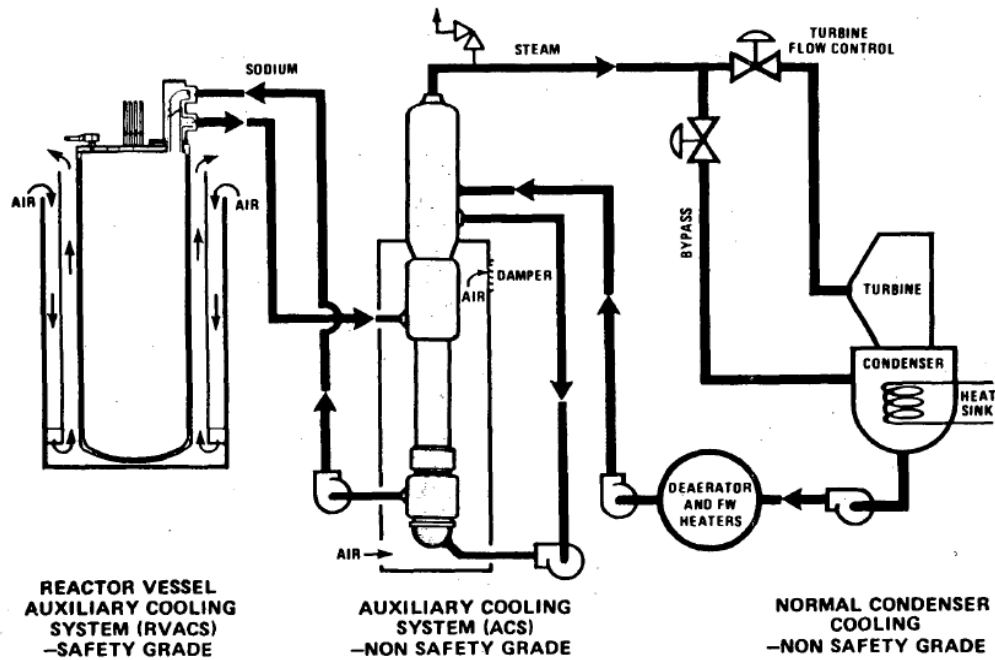 STEAM
TURBINE
FLOW CONTROL
SODIUM
AIR
AIR
BYPASS
DAMPER
AIR
TURBINE
CONDENSER
HEAT
SINK
DEAERATOR
AND FW
HEATERS
AIR
REACTOR VESSEL
AUXILIARY COOLING
SYSTEM (RVACS)
–SAFETY GRADE
AUXILIARY COOLING
SYSTEM (ACS)
–NON SAFETY GRADE
NORMAL CONDENSER
COOLING
–NON SAFETY GRADE